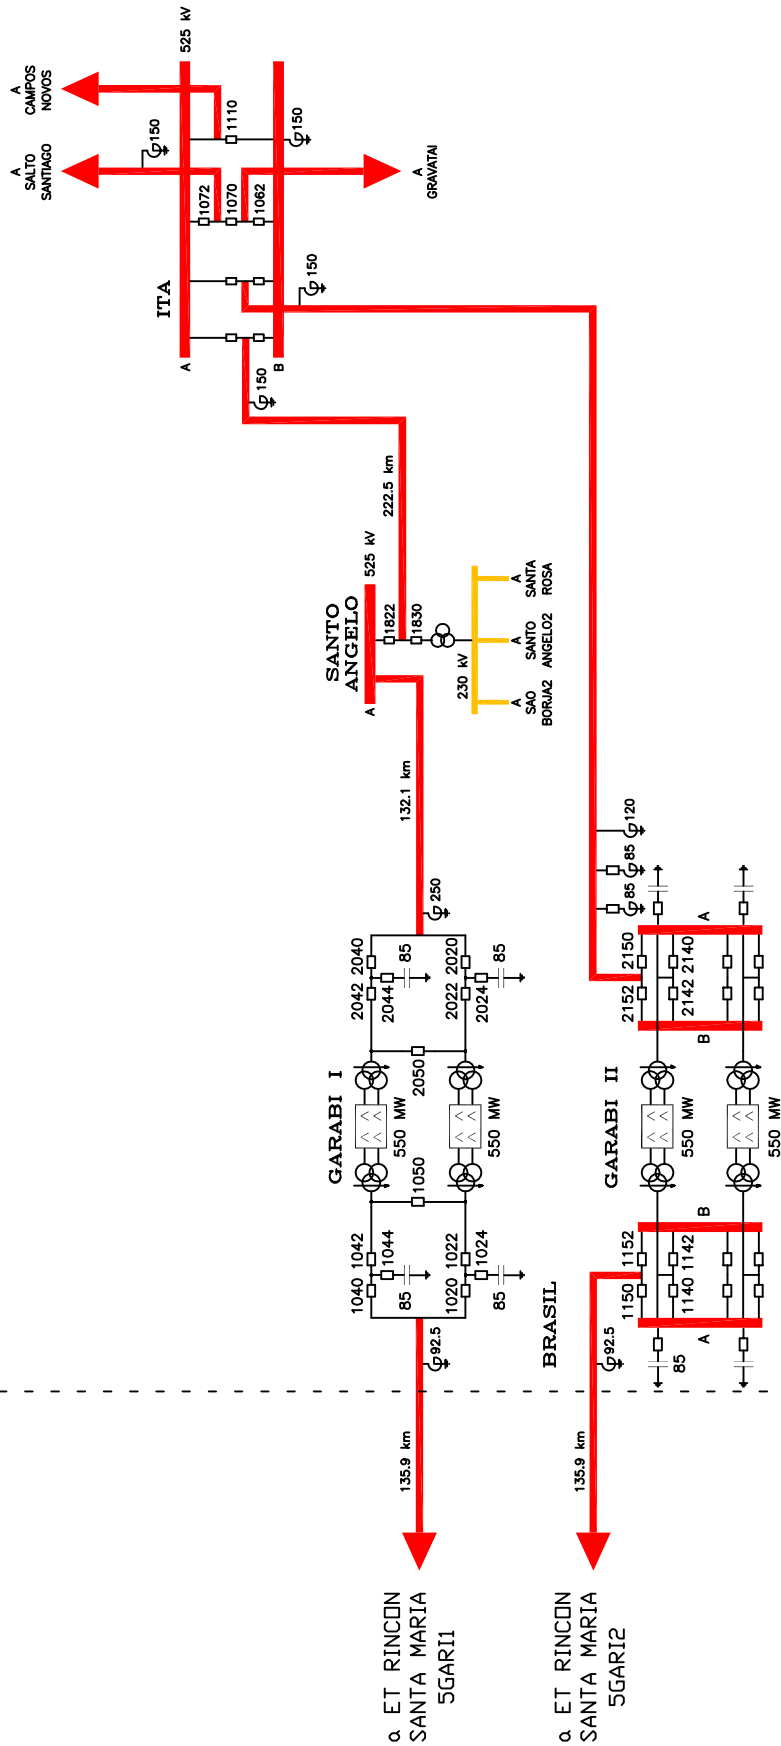 A
CAMPOS
NOVOS
A
SALTO
SANTIAGO
525 kV
150
1110
150
1072
1070
1062
A
GRAVATAI
ITA
150
A
B
150
222.5 km
SANTO
ANGELO
525 kV
1822
1830
A
230 kV
A
SANTA
ROSA
A
SANTO
ANGELO2
A
SAO
BORJA2
132.1 km
250
120
85
85
GARABI I
2040
2042
2044
85
2020
2022
2024
85
2050
550 MW
550 MW
1050
1042
1040
1044
85
1022
1020
1024
85
92.5
135.9 km
GARABI II
A
2150
2152
2140
2142
B
550 MW
550 MW
B
1152
1150
1142
1140
A
85
BRASIL
92.5
135.9 km
a ET RINCON
SANTA MARIA
5GARI1
a ET RINCON
SANTA MARIA
5GARI2